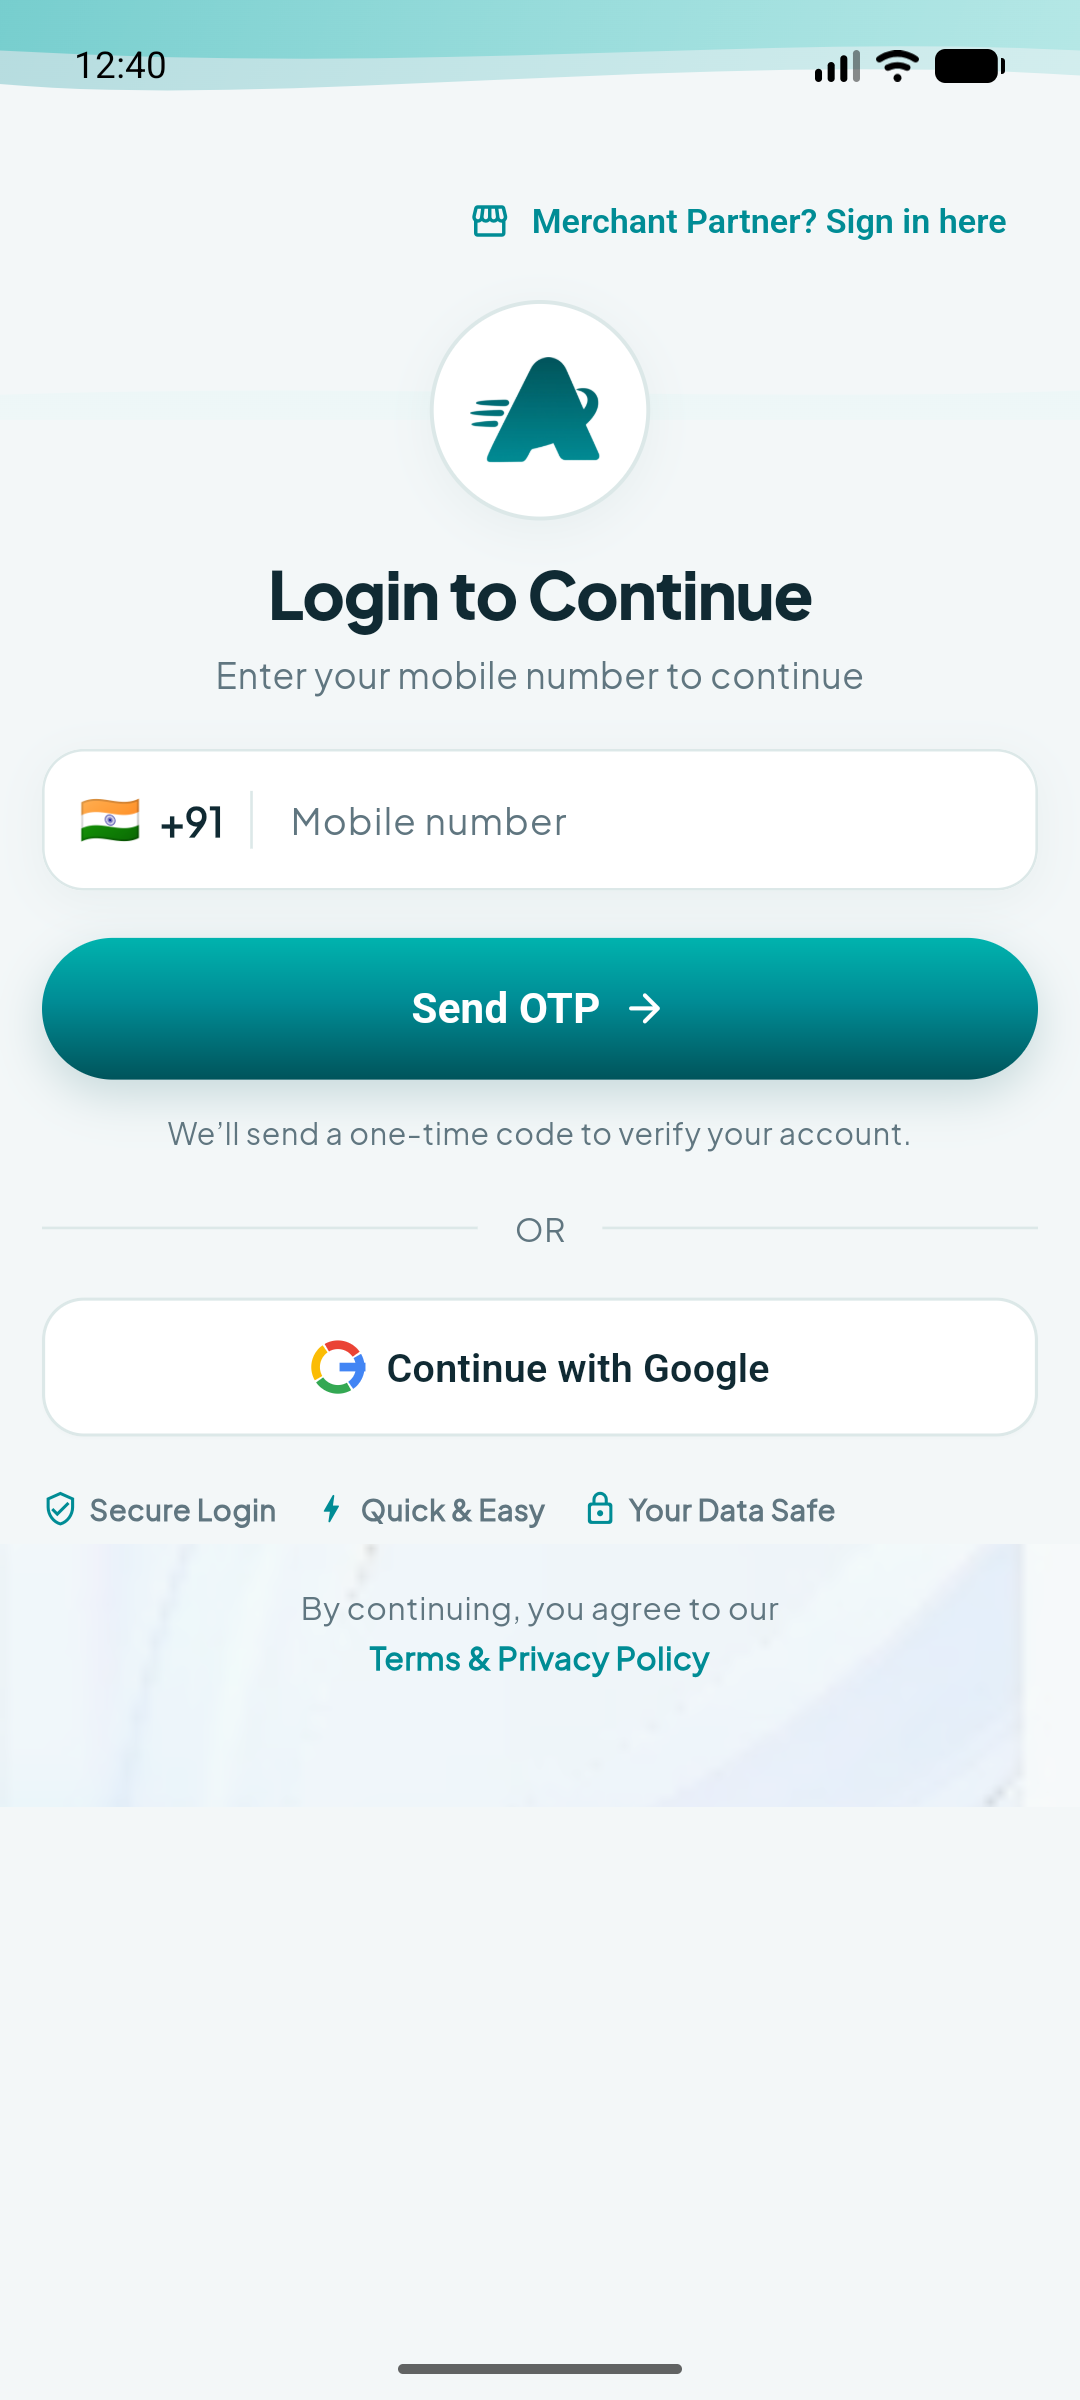 12:40
Merchant Partner? Sign in here
Login to Continue
Enter your mobile number to continue
+91 Mobile number
Send OTP
We’ll send a one-time code to verify your account.
OR
Continue with Google
Secure Login Quick & Easy Your Data Safe
By continuing, you agree to our
Terms & Privacy Policy